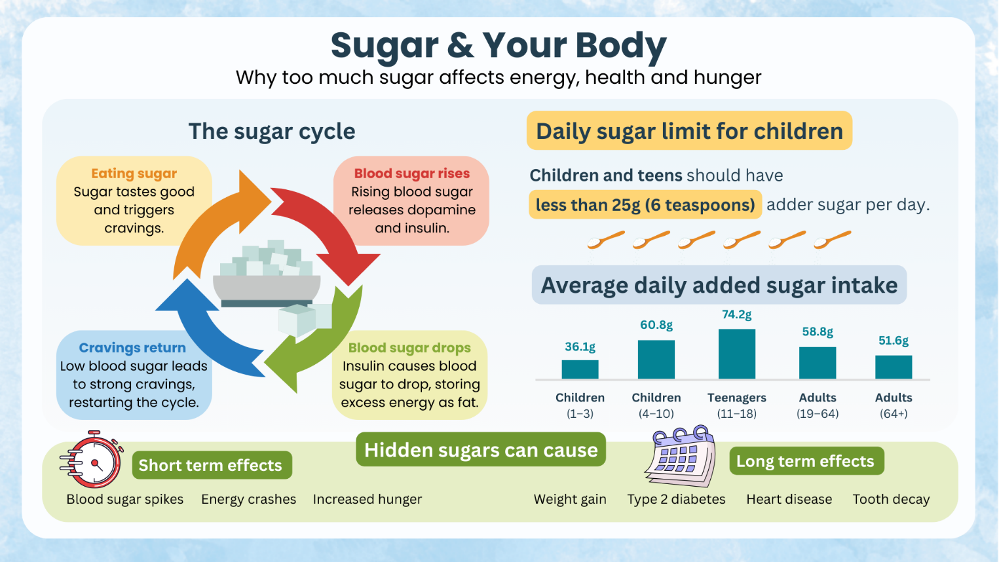 Sugar & Your Body
Why too much sugar affects energy, health and hunger
The sugar cycle
Eating sugar
Sugar tastes good
and triggers
cravings.
Blood sugar rises
Rising blood sugar
releases dopamine
and insulin.
Cravings return
Low blood sugar leads
to strong cravings,
restarting the cycle.
Blood sugar drops
Insulin causes blood
sugar to drop, storing
excess energy as fat.
Daily sugar limit for children
Children and teens should have
less than 25g (6 teaspoons) adder sugar per day.
Average daily added sugar intake
36.1g
60.8g
74.2g
58.8g
51.6g
Children
(1–3)
Children
(4–10)
Teenagers
(11–18)
Adults
(19–64)
Adults
(64+)
Hidden sugars can cause
Short term effects
Blood sugar spikes
Energy crashes
Increased hunger
Long term effects
Weight gain
Type 2 diabetes
Heart disease
Tooth decay